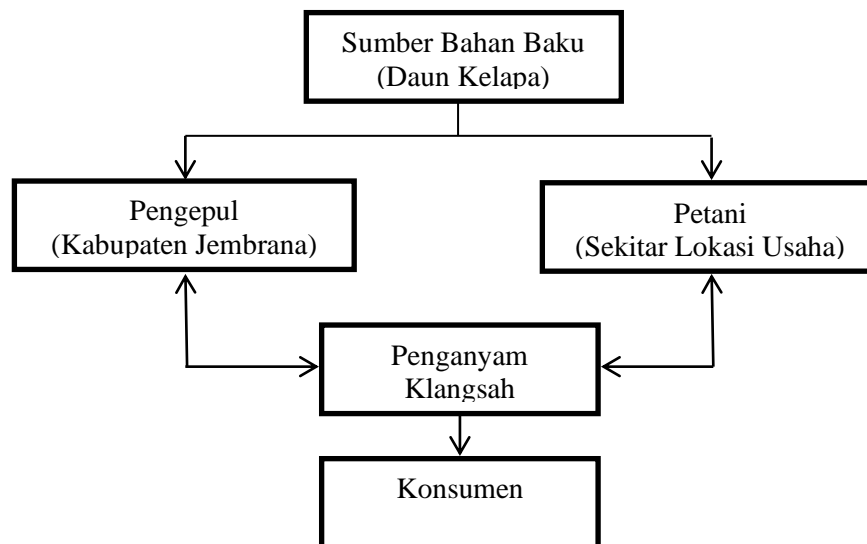 Sumber Bahan Baku
(Daun Kelapa)
Pengepul
(Kabupaten Jembrana)
Petani
(Sekitar Lokasi Usaha)
Penganyam
Klangsah
Konsumen